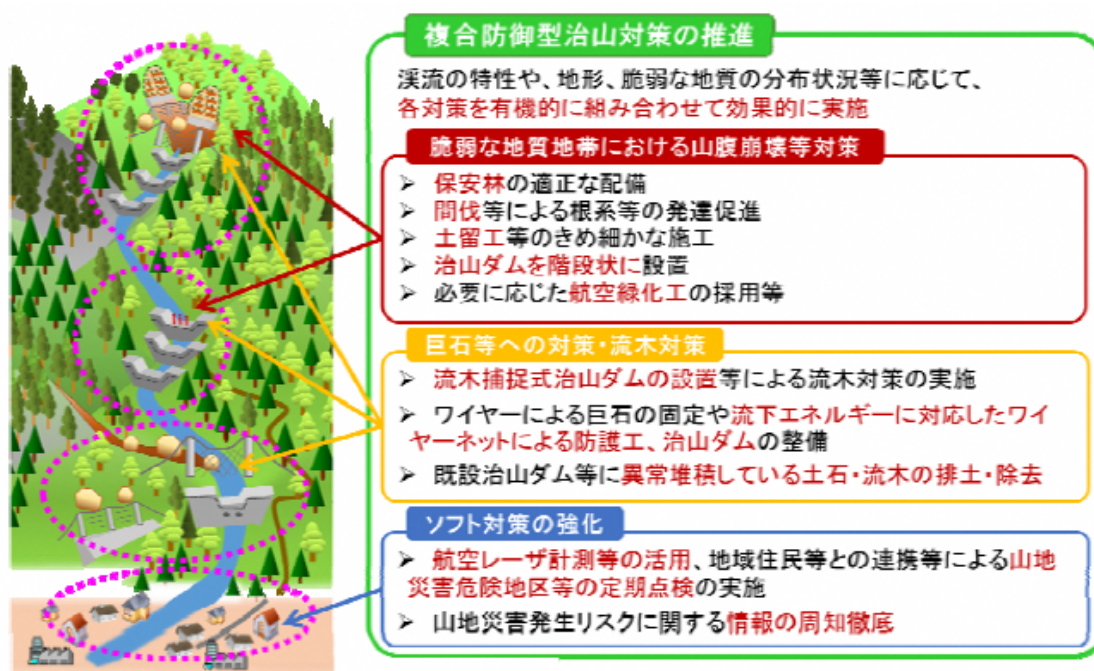 複合防御型治山対策の推進
渓流の特性や、地形、脆弱な地質の分布状況等に応じて、
各対策を有機的に組み合わせて効果的に実施
脆弱な地質地帯における山腹崩壊等対策
➢ 保安林の適正な配備
➢ 間伐等による根系等の発達促進
➢ 土留工等のきめ細かな施工
➢ 治山ダムを階段状に設置
➢ 必要に応じた航空緑化工の採用等
巨石等への対策・流木対策
➢ 流木捕捉式治山ダムの設置等による流木対策の実施
➢ ワイヤーによる巨石の固定や流下エネルギーに対応したワイ
ヤーネットによる防護工、治山ダムの整備
➢ 既設治山ダム等に異常堆積している土石・流木の排土・除去
ソフト対策の強化
➢ 航空レーザ計測等の活用、地域住民等との連携等による山地
災害危険地区等の定期点検の実施
➢ 山地災害発生リスクに関する情報の周知徹底